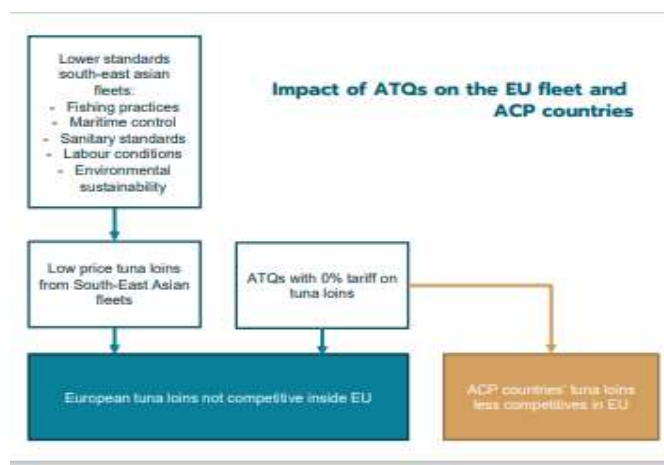 Lower standards
south-east asian
fleets:
- Fishing practices
- Maritime control
- Sanitary standards
- Labour conditions
- Environmental
sustainability
Impact of ATQs on the EU fleet and
ACP countries
Low price tuna loins
from South-East Asian
fleets
ATQs with 0% tariff on
tuna loins
European tuna loins not competitive inside EU
ACP countries' tuna loins
less competitives in EU